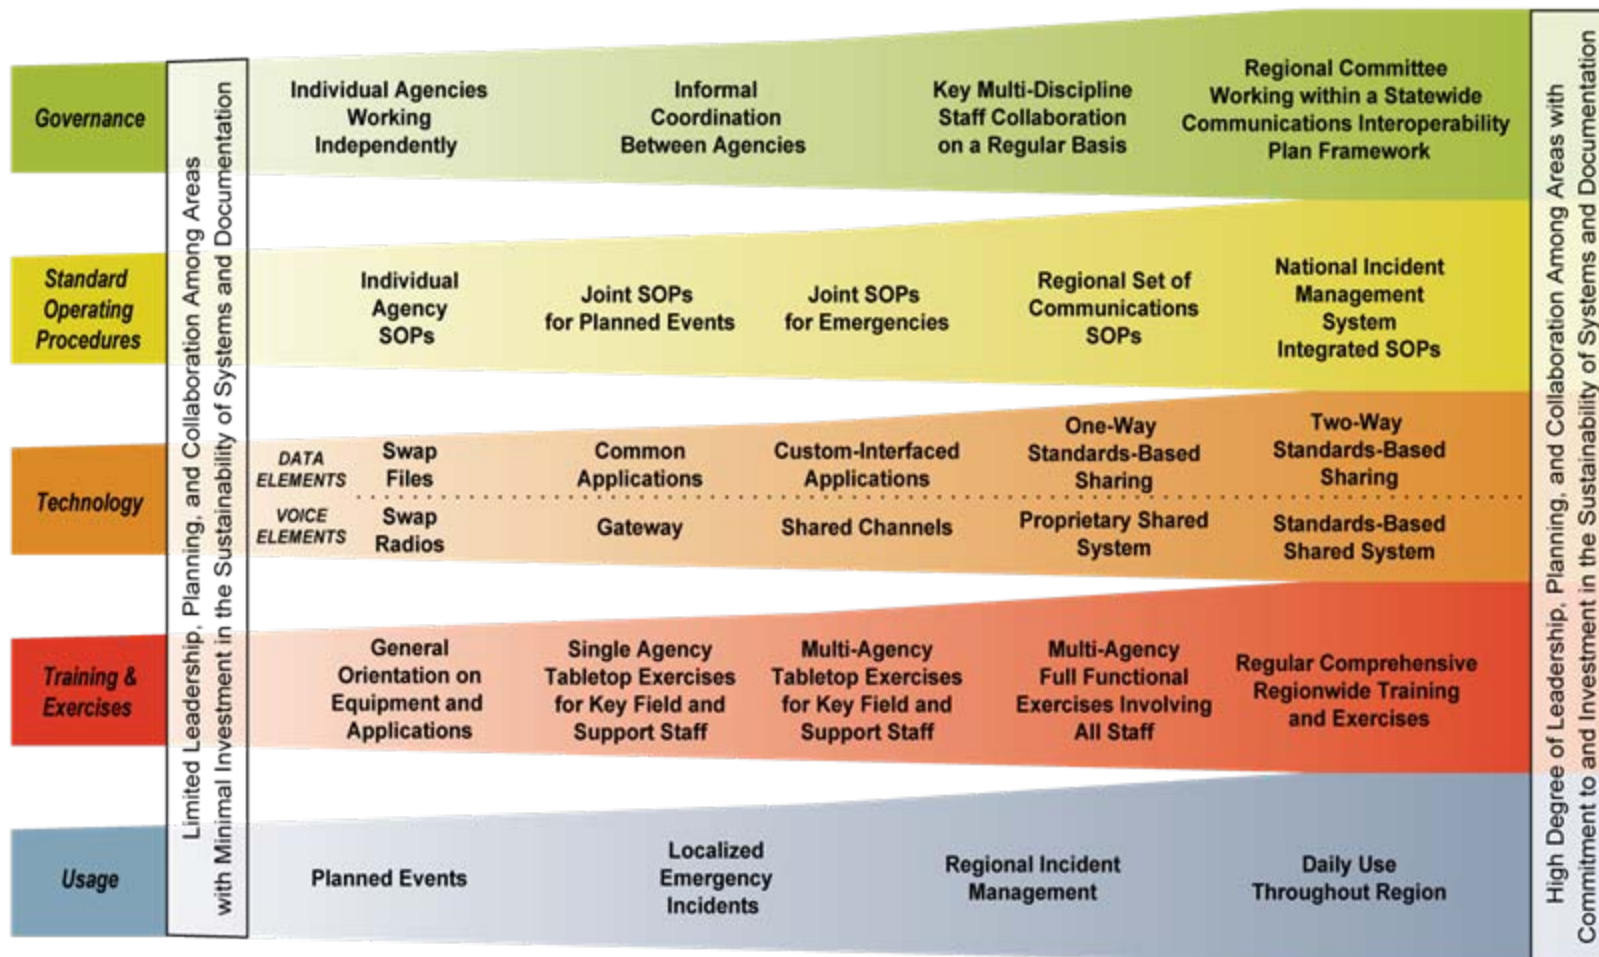 Limited Leadership, Planning, and Collaboration Among Areas
with Minimal Investment in the Sustainability of Systems and Documentation
Governance
Individual Agencies
Working
Independently
Informal
Coordination
Between Agencies
Key Multi-Discipline
Staff Collaboration
on a Regular Basis
Regional Committee
Working within a Statewide
Communications Interoperability
Plan Framework
Standard
Operating
Procedures
Individual
Agency
SOPs
Joint SOPs
for Planned Events
Joint SOPs
for Emergencies
Regional Set of
Communications
SOPs
National Incident
Management
System
Integrated SOPs
Technology
DATA
ELEMENTS
Swap
Files
Common
Applications
Custom-Interfaced
Applications
One-Way
Standards-Based
Sharing
Two-Way
Standards-Based
Sharing
VOICE
ELEMENTS
Swap
Radios
Gateway
Shared Channels
Proprietary Shared
System
Standards-Based
Shared System
Training &
Exercises
General
Orientation on
Equipment and
Applications
Single Agency
Tabletop Exercises
for Key Field and
Support Staff
Multi-Agency
Tabletop Exercises
for Key Field and
Support Staff
Multi-Agency
Full Functional
Exercises Involving
All Staff
Regular Comprehensive
Regionwide Training
and Exercises
Usage
Planned Events
Localized
Emergency
Incidents
Regional Incident
Management
Daily Use
Throughout Region
High Degree of Leadership, Planning, and Collaboration Among Areas with
Commitment to and Investment in the Sustainability of Systems and Documentation